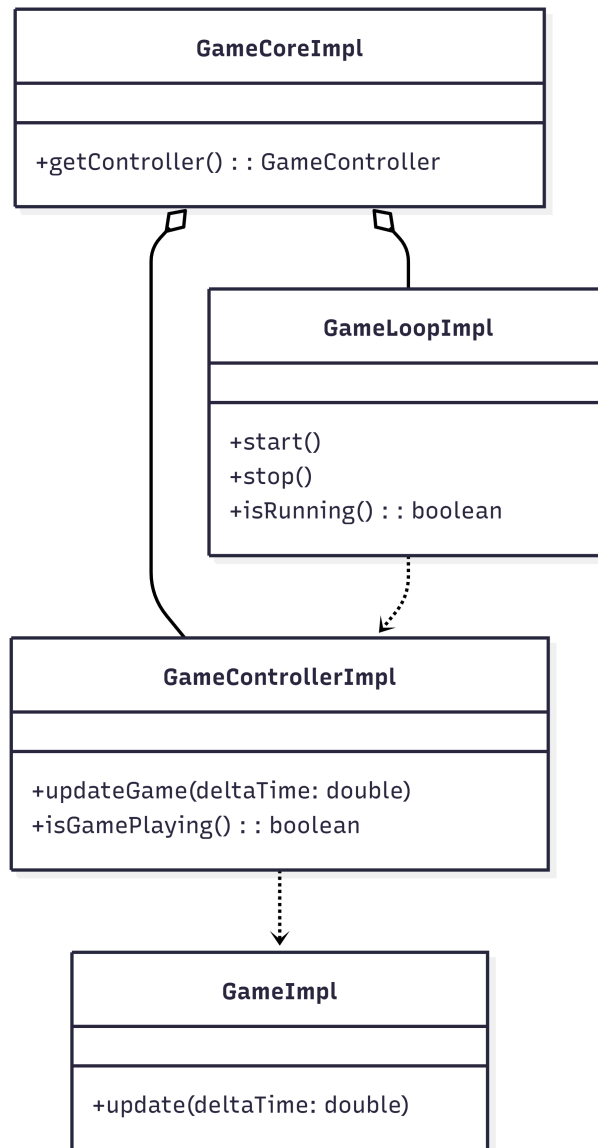 GameCoreImpl
+getController() : : GameController
GameLoopImpl
+start()
+stop()
+isRunning() : : boolean
GameControllerImpl
+updateGame(deltaTime: double)
+isGamePlaying() : : boolean
GameImpl
+update(deltaTime: double)